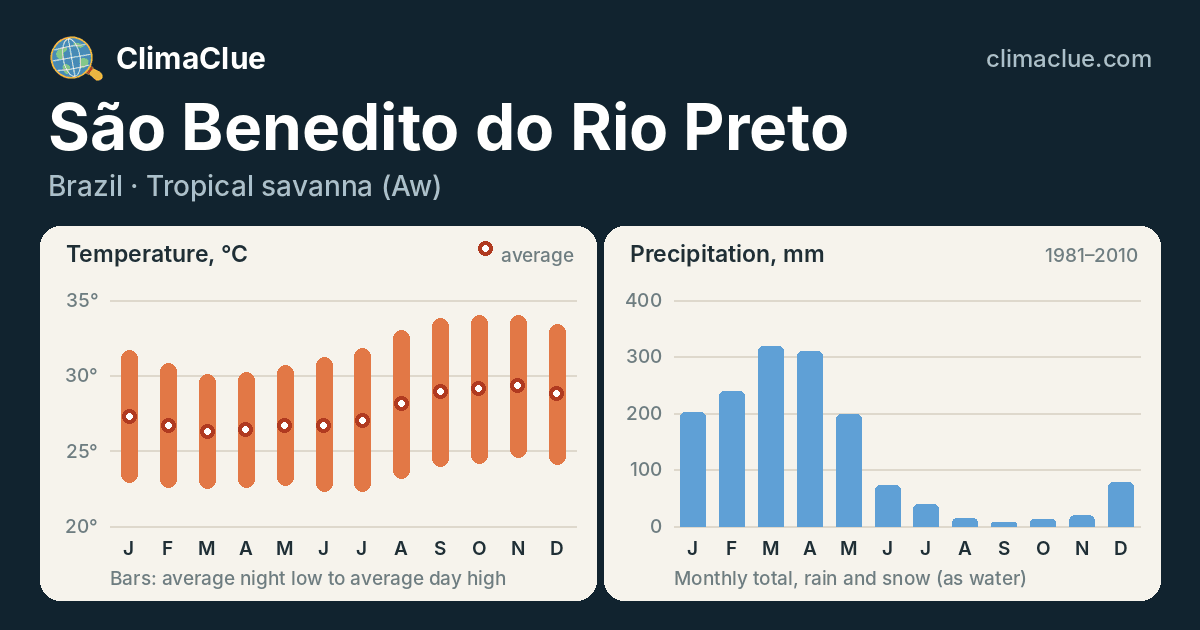 ClimaClue
climaclue.com
São Benedito do Rio Preto
Brazil · Tropical savanna (Aw)
Temperature, °C
average
35°
30°
25°
20°
J F M A M J J A S O N D
Bars: average night low to average day high
Precipitation, mm
1981–2010
400
300
200
100
0
J F M A M J J A S O N D
Monthly total, rain and snow (as water)